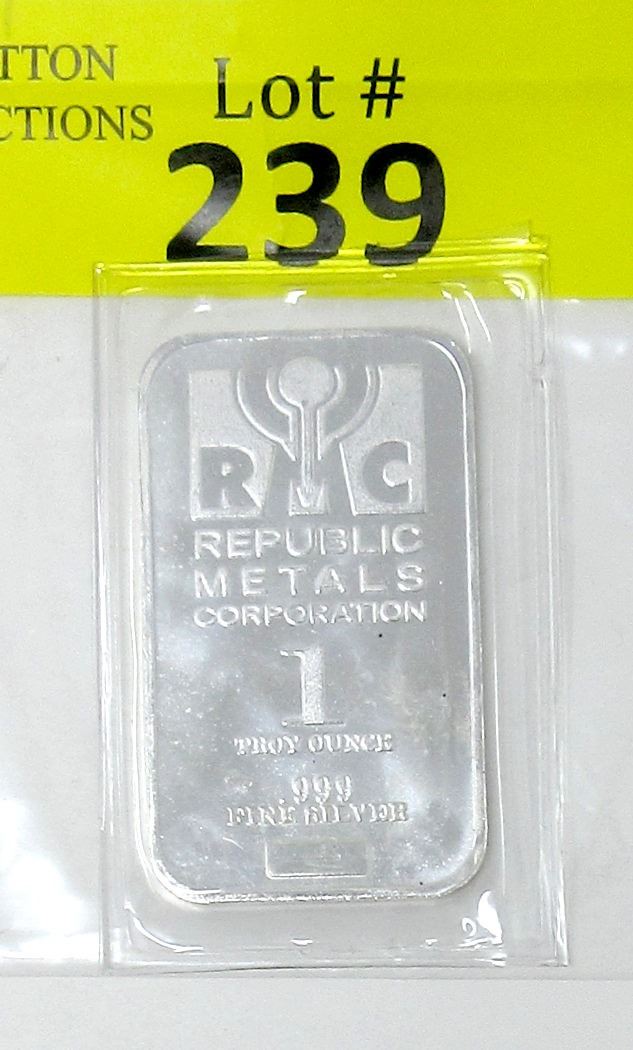 TTON
CTIONS
Lot #
239
RMC
REPUBLIC
METALS
CORPORATION
1
TROY OUNCE
999
FINE SILVER